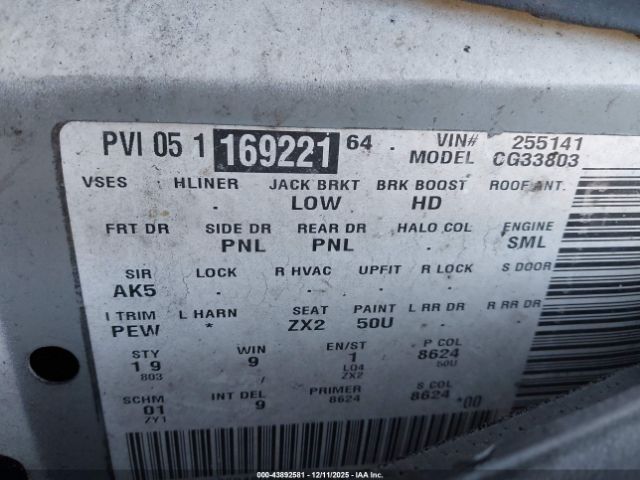 PVI 05 1 169221 64 . VIN# 255141
MODEL CG33803
VSES HLINER JACK BRKT BRK BOOST ROOF ANT.
. LOW HD .
FRT DR SIDE DR REAR DR HALO COL ENGINE
. PNL PNL . SML
SIR LOCK R HVAC UPFIT R LOCK S DOOR
AK5 . . . . .
I TRIM L HARN SEAT PAINT L RR DR R RR DR
PEW * ZX2 50U . .
STY WIN EN/ST P COL
1 9 9 1 8624
803 / L04 50U
ZX2
SCHM INT DEL PRIMER S COL
01 9 8624 8624 *00
ZY1
000-43892581 - 12/11/2025 - IAA Inc.